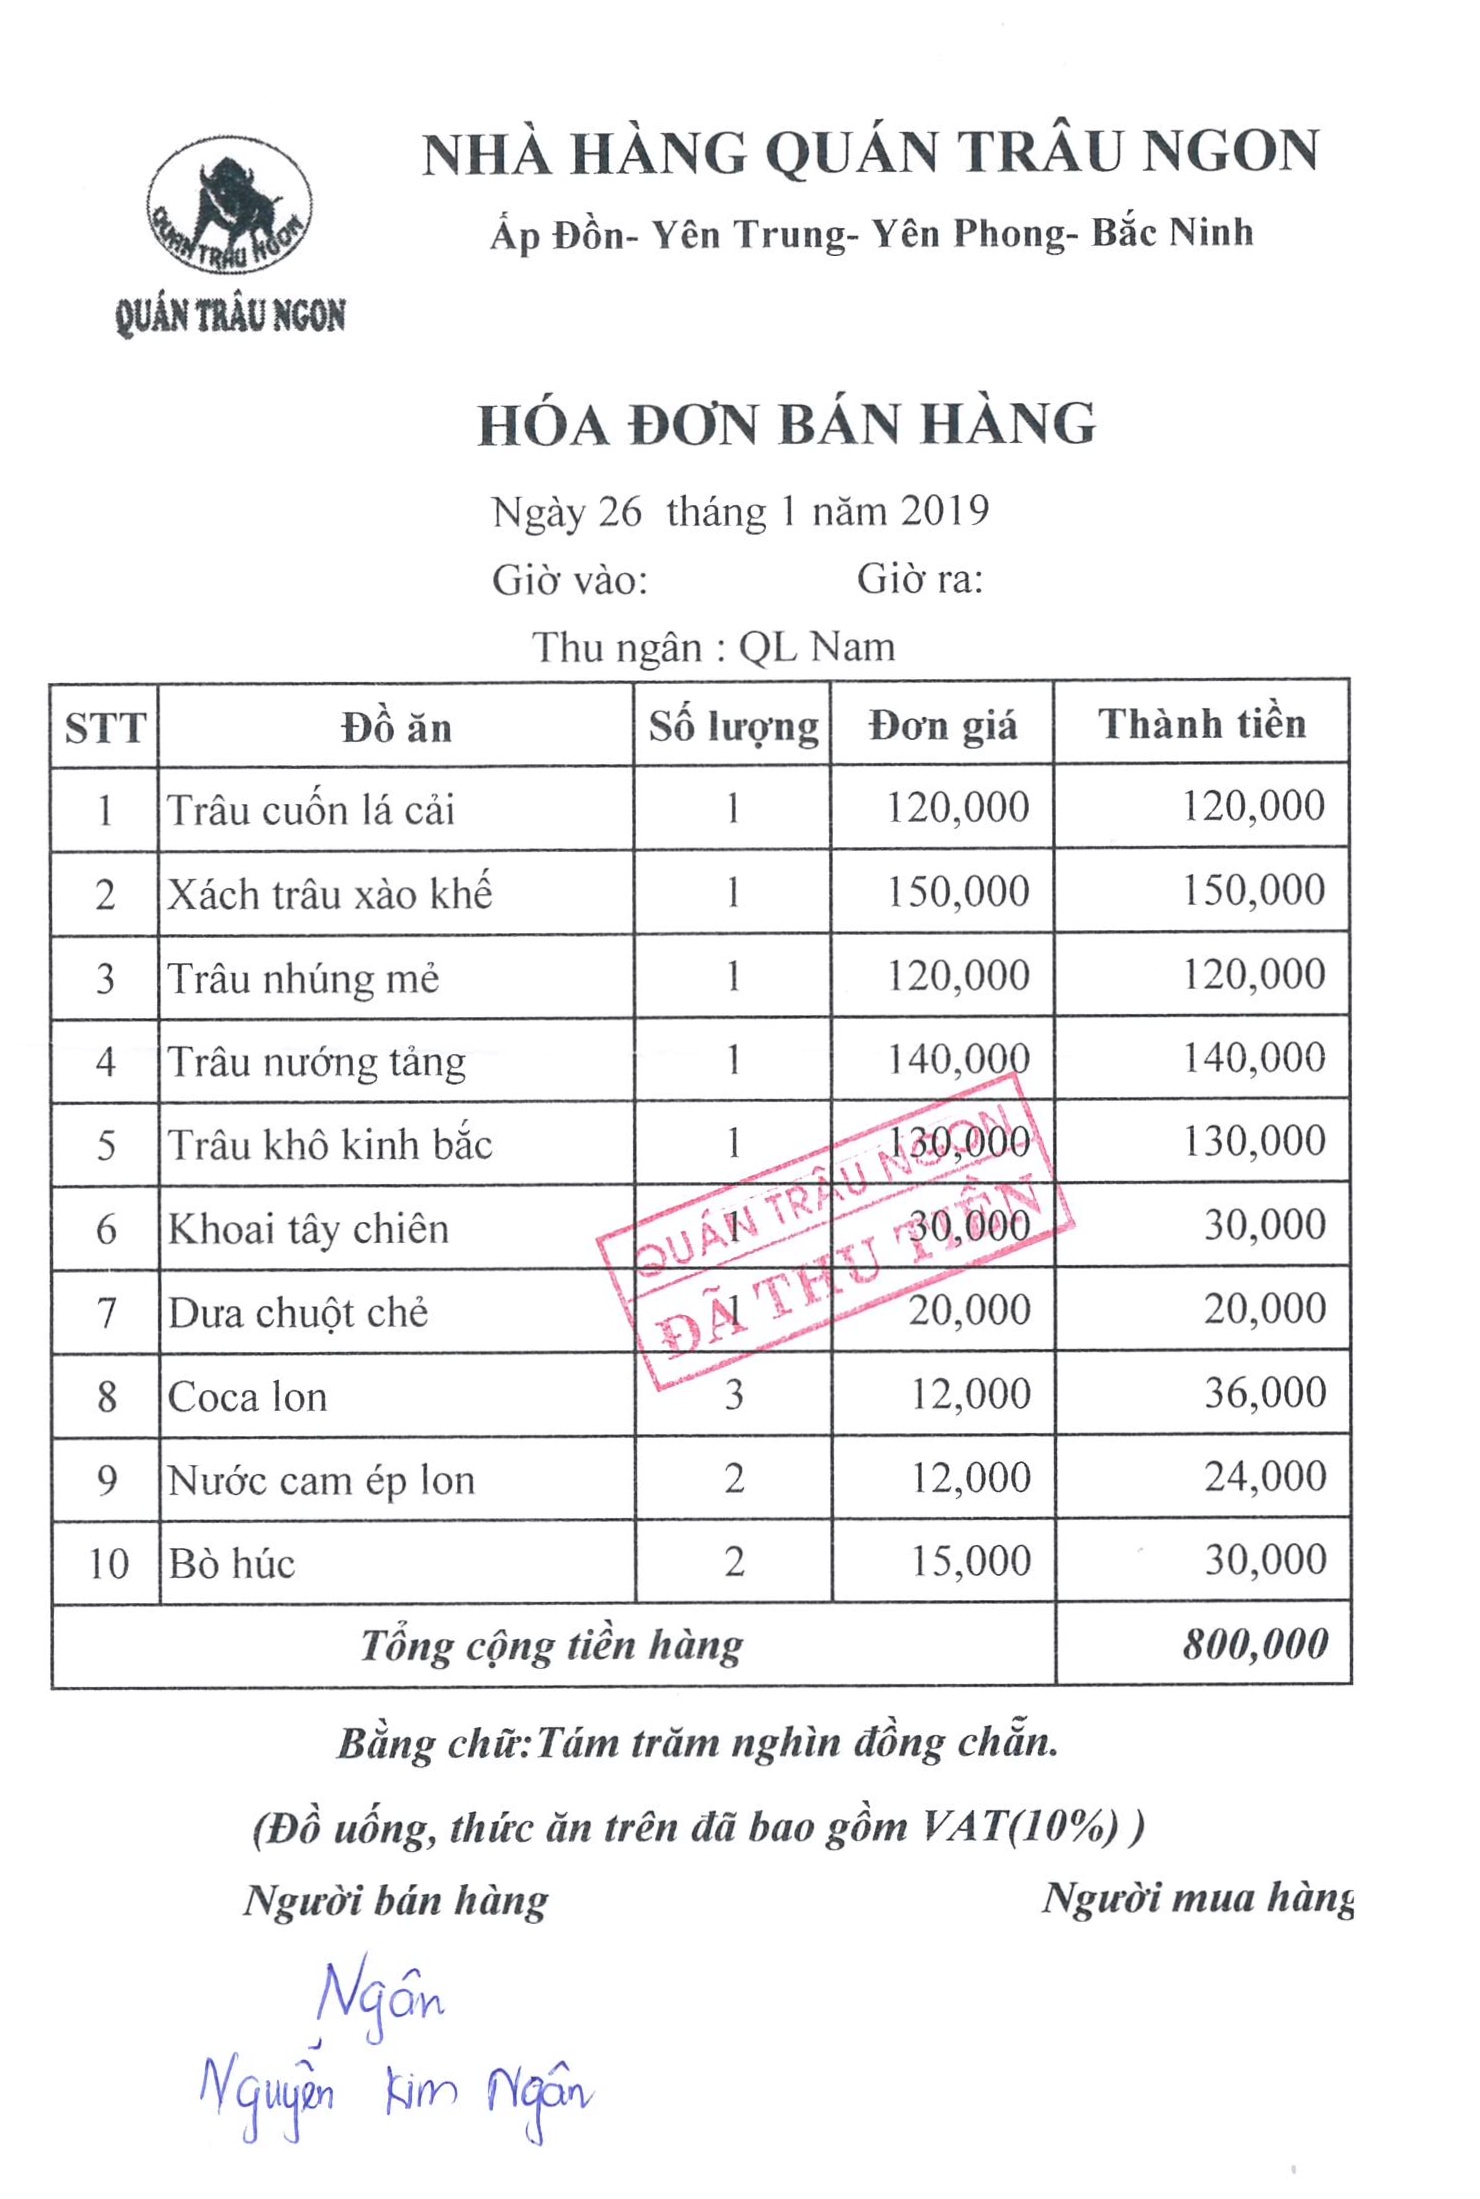 NHÀ HÀNG QUÁN TRÂU NGON
Áp Đồn- Yên Trung- Yên Phong- Bắc Ninh
QUÁN TRÂU NGON
QUÁN TRÂU NGON
HÓA ĐƠN BÁN HÀNG
Ngày 26 tháng 1 năm 2019
Giờ vào: Giờ ra:
Thu ngân : QL Nam
STT Đồ ăn Số lượng Đơn giá Thành tiền
1 Trâu cuốn lá cải 1 120,000 120,000
2 Xách trâu xào khế 1 150,000 150,000
3 Trâu nhúng mẻ 1 120,000 120,000
4 Trâu nướng tảng 1 140,000 140,000
5 Trâu khô kinh bắc 1 130,000 130,000
6 Khoai tây chiên 1 30,000 30,000
7 Dưa chuột chẻ 1 20,000 20,000
8 Coca lon 3 12,000 36,000
9 Nước cam ép lon 2 12,000 24,000
10 Bò húc 2 15,000 30,000
QUÁN TRÂU NGON
ĐÃ THU TIỀN
Tổng cộng tiền hàng 800,000
Bằng chữ:Tám trăm nghìn đồng chẵn.
(Đồ uống, thức ăn trên đã bao gồm VAT(10%) )
Người bán hàng Người mua hàng
Ngân
Nguyễn Kim Ngân